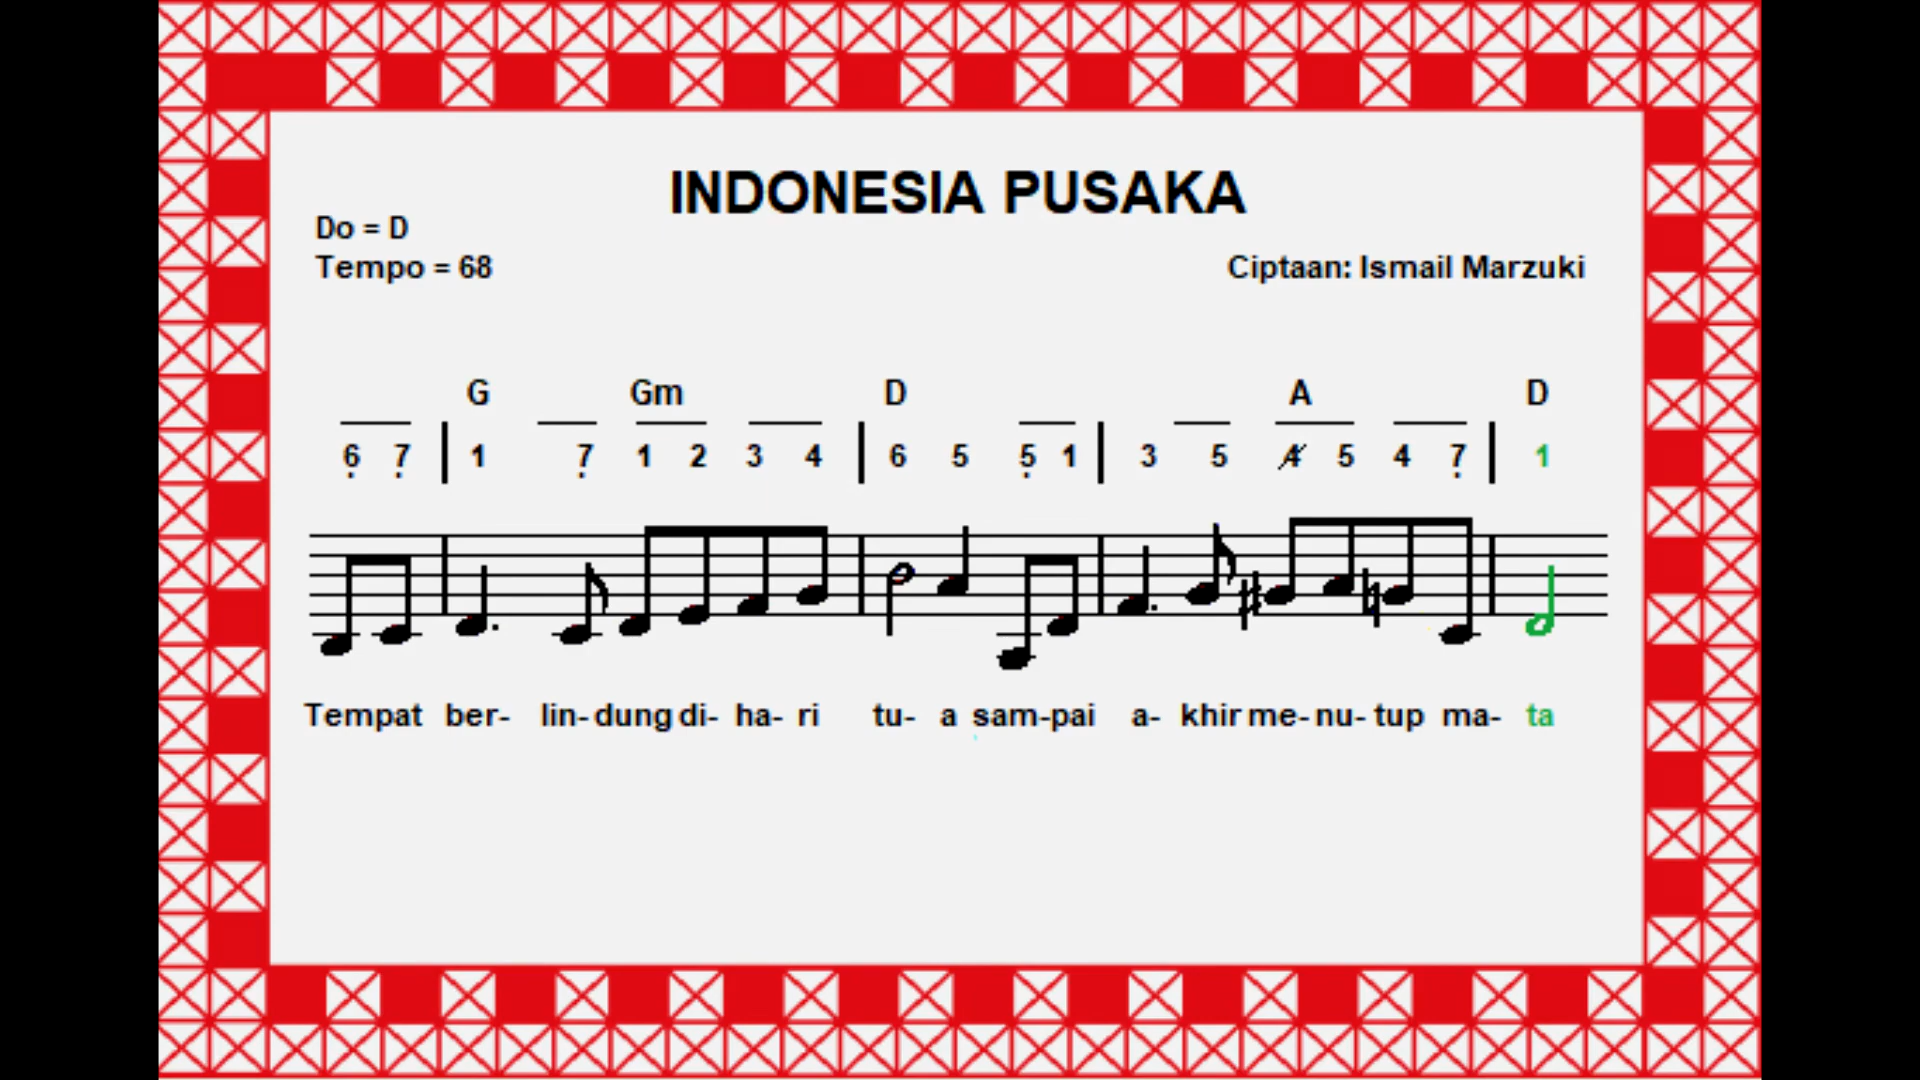 INDONESIA PUSAKA
Do = D
Tempo = 68
Ciptaan: Ismail Marzuki
G Gm D A D
6̣ 7̣ | 1 7̣ 1 2 3 4 | 6 5 5̣ 1 | 3 5 4̸ 5 4 7̣ | 1
Tempat ber- lin- dung di- ha- ri tu- a sam-pai a- khir me- nu- tup ma- ta